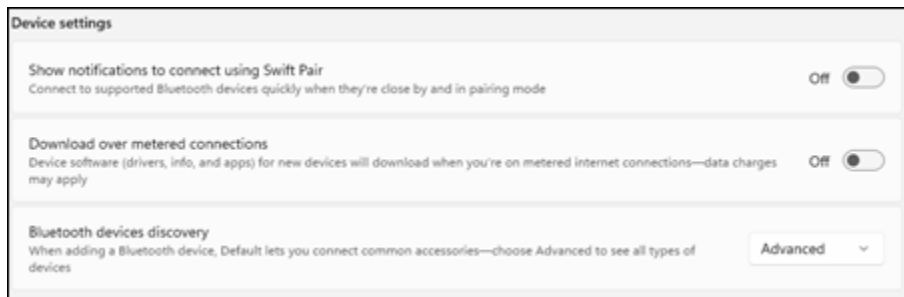 Device settings
Show notifications to connect using Swift Pair
Connect to supported Bluetooth devices quickly when they're close by and in pairing mode
Off
Download over metered connections
Device software (drivers, info, and apps) for new devices will download when you're on metered internet connections—data charges
may apply
Off
Bluetooth devices discovery
When adding a Bluetooth device, Default lets you connect common accessories—choose Advanced to see all types of
devices
Advanced